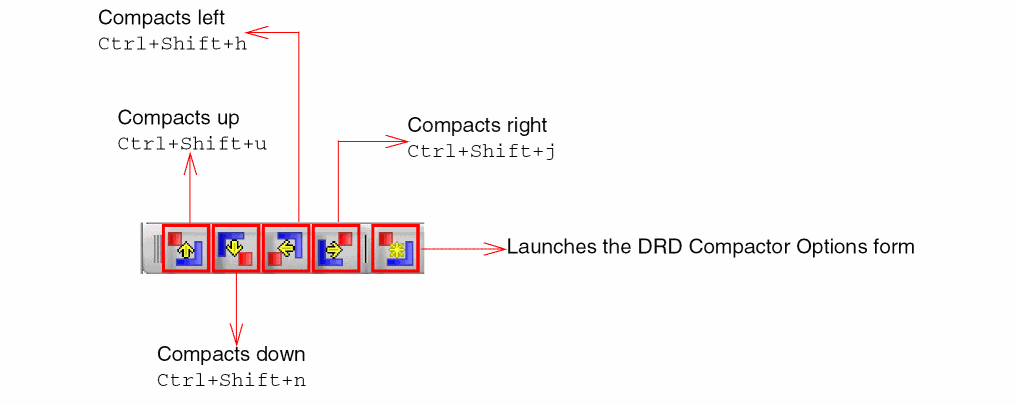 Compacts left
Ctrl+Shift+h
Compacts up
Ctrl+Shift+u
Compacts right
Ctrl+Shift+j
Launches the DRD Compactor Options form
Compacts down
Ctrl+Shift+n